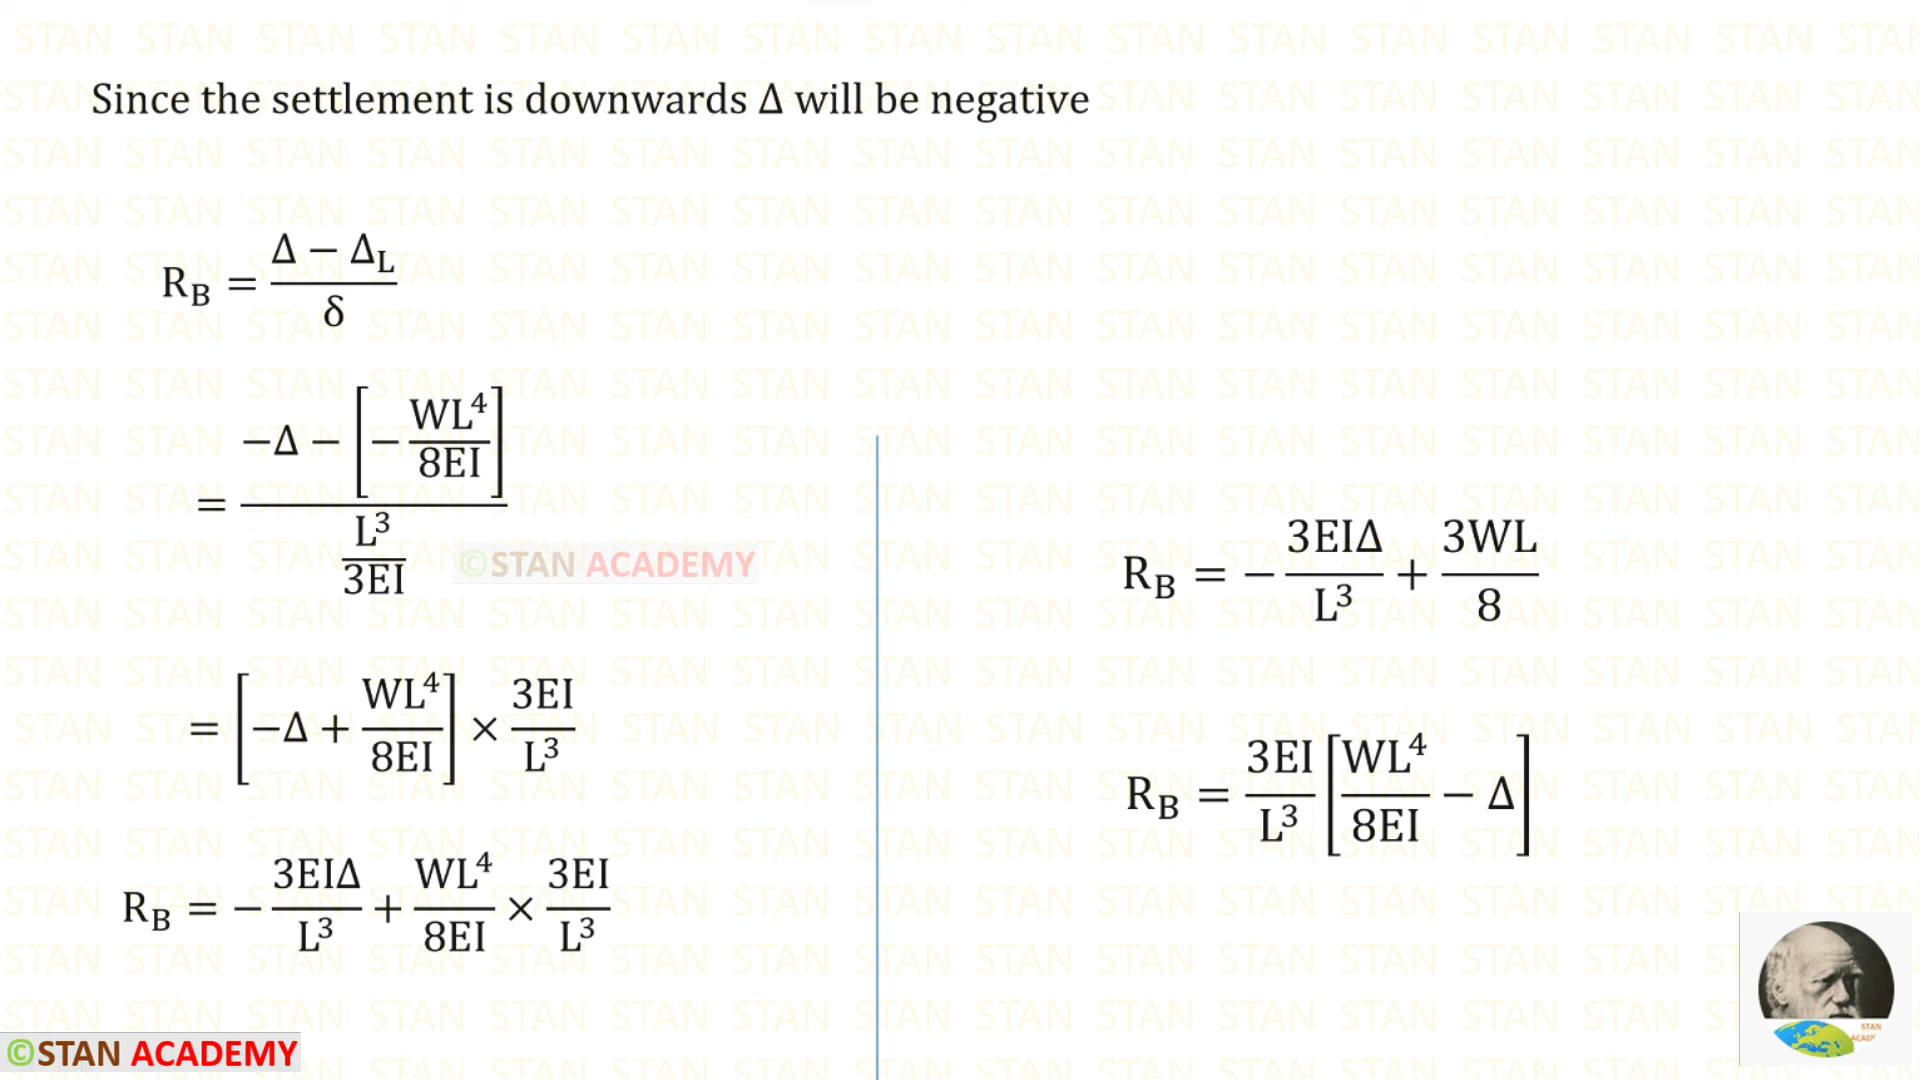 Since the settlement is downwards Δ will be negative
R_B = (Δ − Δ_L) / δ
= (−Δ − [−WL⁴/8EI]) / (L³/3EI)
= [−Δ + WL⁴/8EI] × 3EI/L³
R_B = −3EIΔ/L³ + WL⁴/8EI × 3EI/L³
R_B = −3EIΔ/L³ + 3WL/8
R_B = 3EI/L³ [WL⁴/8EI − Δ]
©STAN ACADEMY
©STAN ACADEMY
STAN